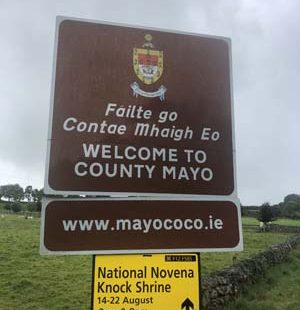 Fáilte go
Contae Mhaigh Eo
WELCOME TO
COUNTY MAYO
www.mayococo.ie
National Novena
Knock Shrine
14-22 August